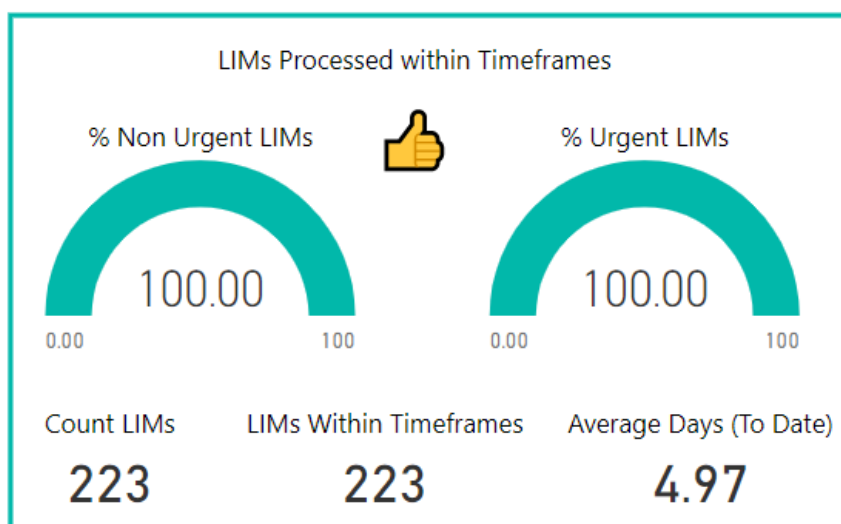 LIMs Processed within Timeframes
% Non Urgent LIMs
% Urgent LIMs
100.00
100.00
0.00
100
0.00
100
Count LIMs
LIMs Within Timeframes
Average Days (To Date)
223
223
4.97